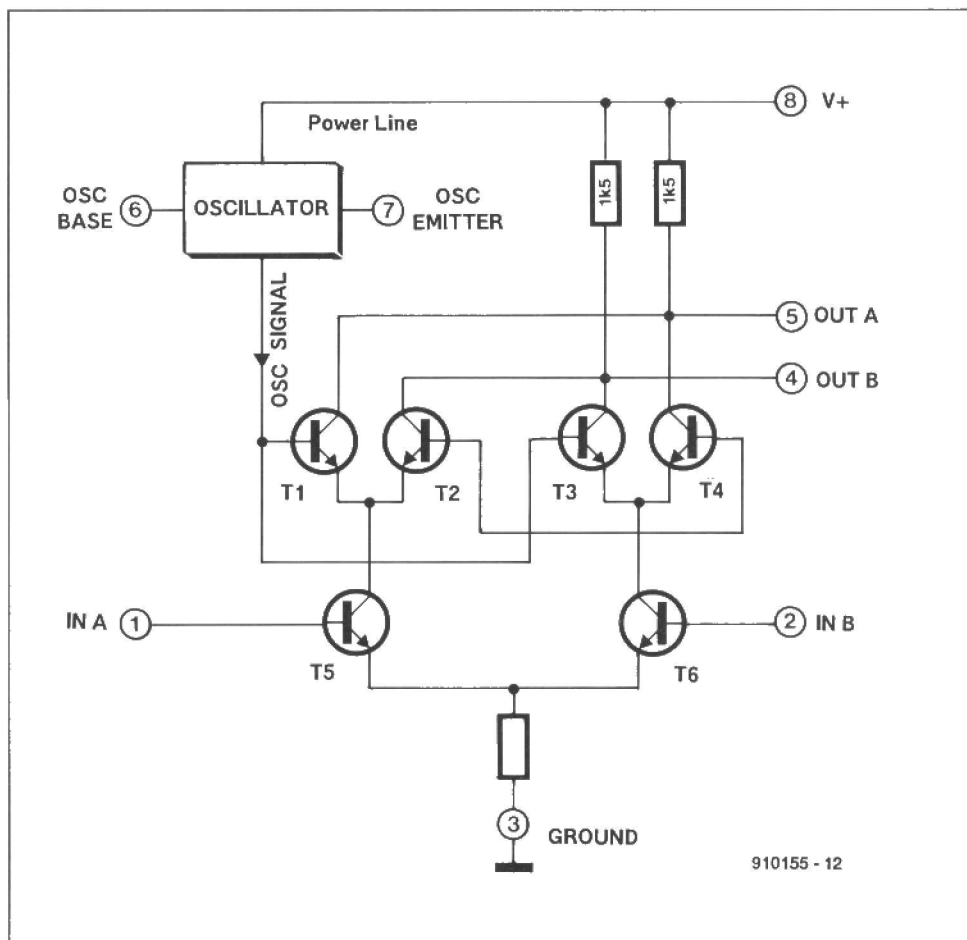 8 V+
Power Line
OSC BASE 6
OSCILLATOR
7 OSC EMITTER
1k5
1k5
OSC SIGNAL
5 OUT A
4 OUT B
T1
T2
T3
T4
IN A 1
2 IN B
T5
T6
3 GROUND
910155 - 12